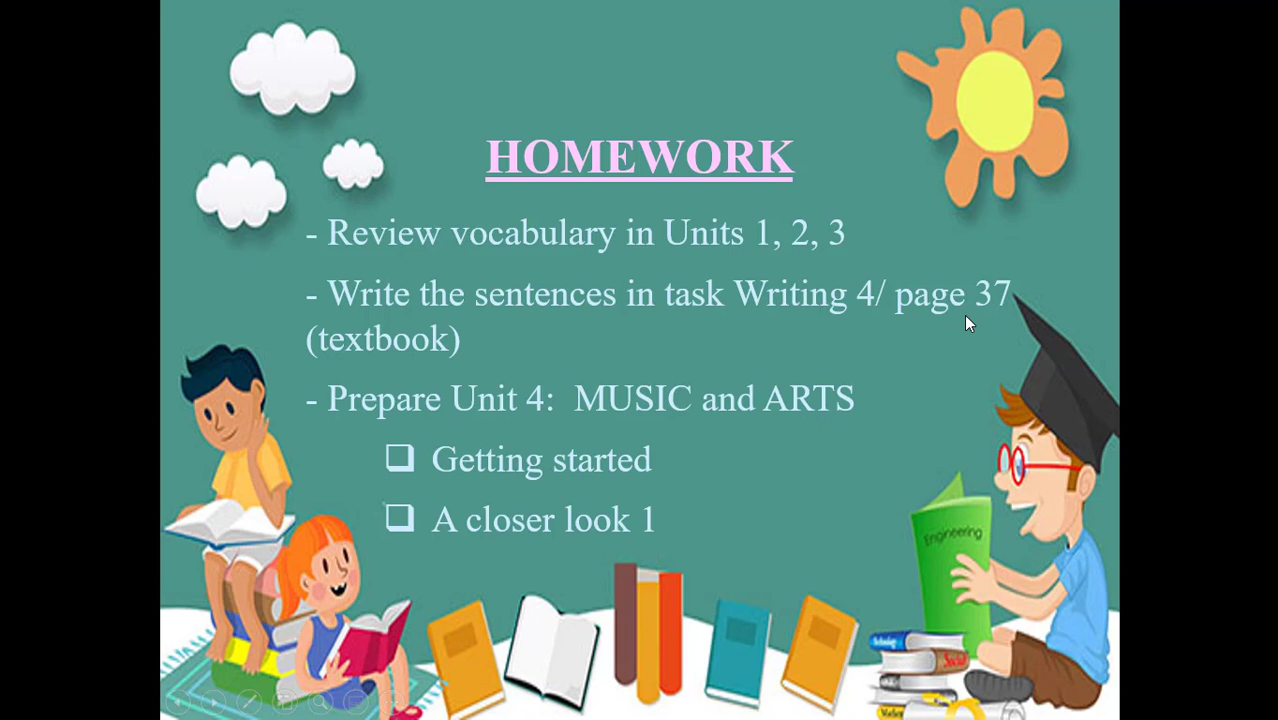 HOMEWORK
- Review vocabulary in Units 1, 2, 3
- Write the sentences in task Writing 4/ page 37
(textbook)
- Prepare Unit 4: MUSIC and ARTS
❑ Getting started
❑ A closer look 1
Engineering